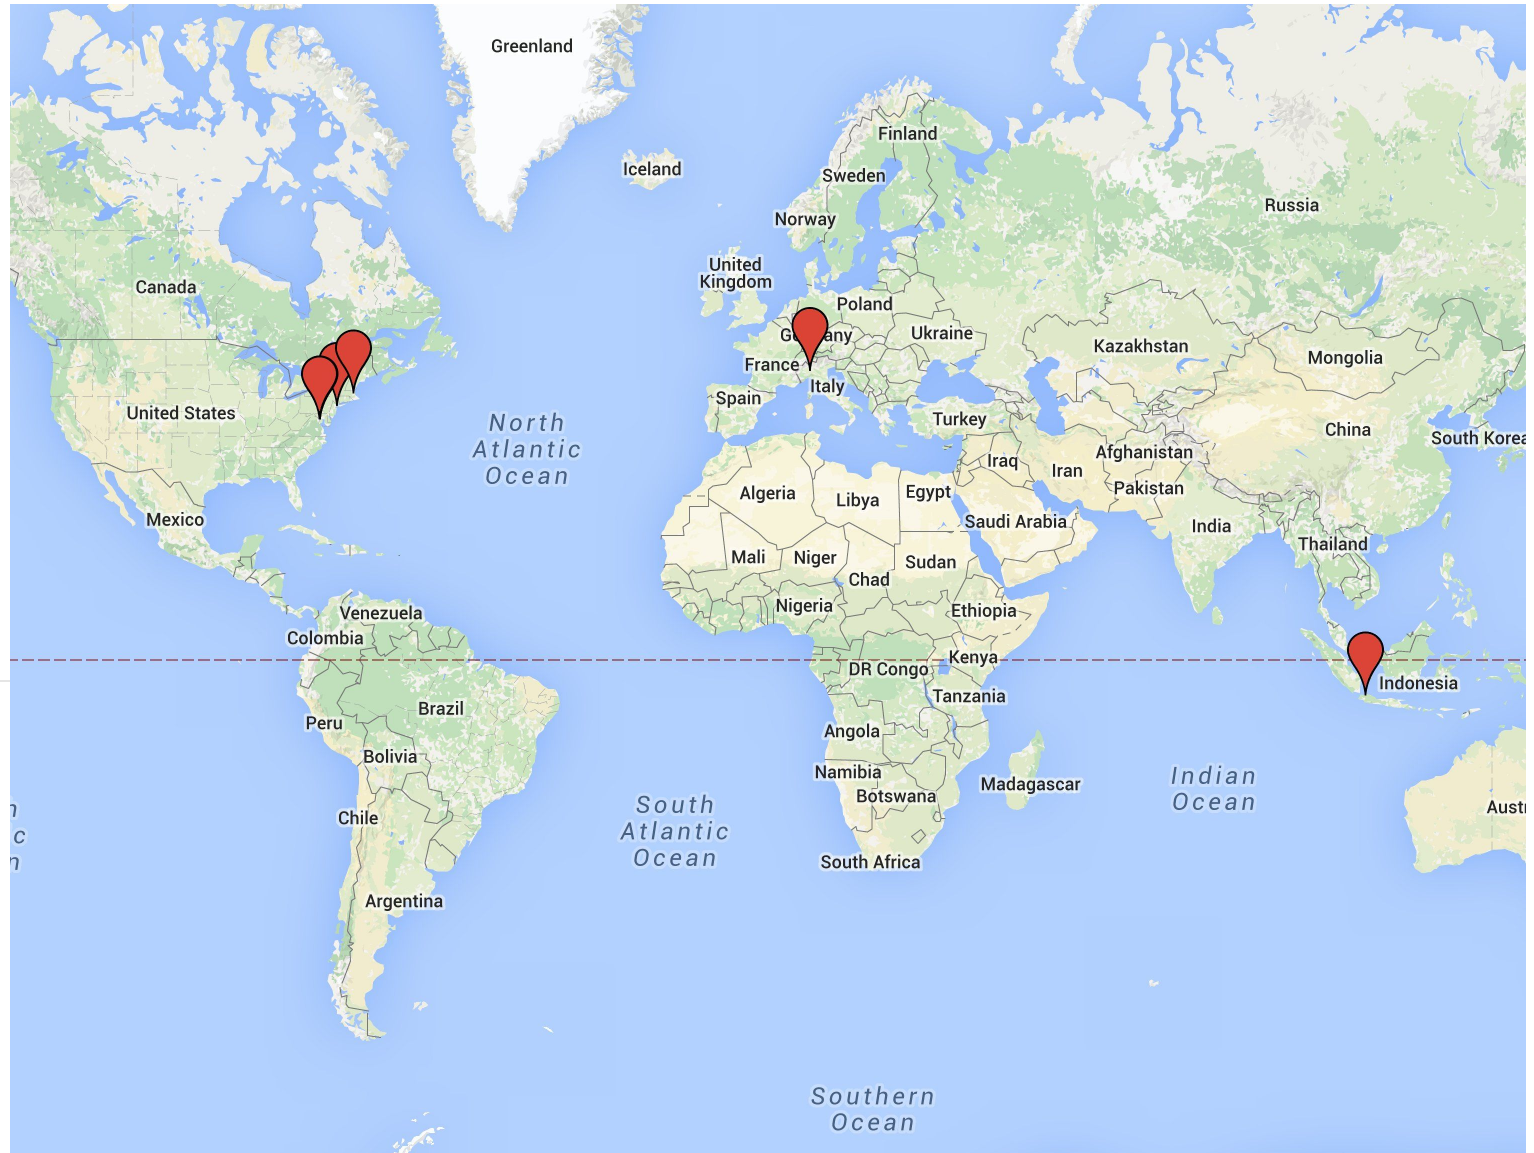 Greenland
Finland
Iceland
Sweden
Russia
Norway
United
Kingdom
Canada
Poland
Ukraine
Kazakhstan
Mongolia
France
Italy
Spain
United States
Turkey
China
South Korea
North
Atlantic
Ocean
Afghanistan
Iraq
Iran
Pakistan
Algeria
Libya
Egypt
Mexico
Saudi Arabia
India
Thailand
Mali
Niger
Sudan
Chad
Nigeria
Ethiopia
Venezuela
Colombia
Kenya
DR Congo
Indonesia
Tanzania
Brazil
Peru
Angola
Bolivia
Namibia
Madagascar
Indian
Ocean
Botswana
South
Atlantic
Ocean
Chile
Austr
South Africa
Argentina
Southern
Ocean